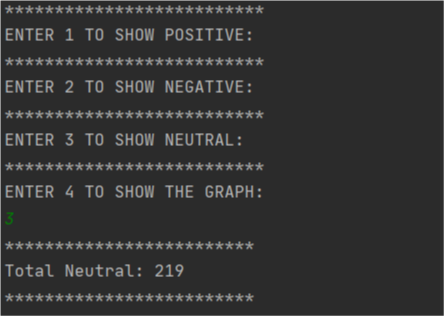 **************************
ENTER 1 TO SHOW POSITIVE:
**************************
ENTER 2 TO SHOW NEGATIVE:
**************************
ENTER 3 TO SHOW NEUTRAL:
**************************
ENTER 4 TO SHOW THE GRAPH:
3
*************************
Total Neutral: 219
*************************